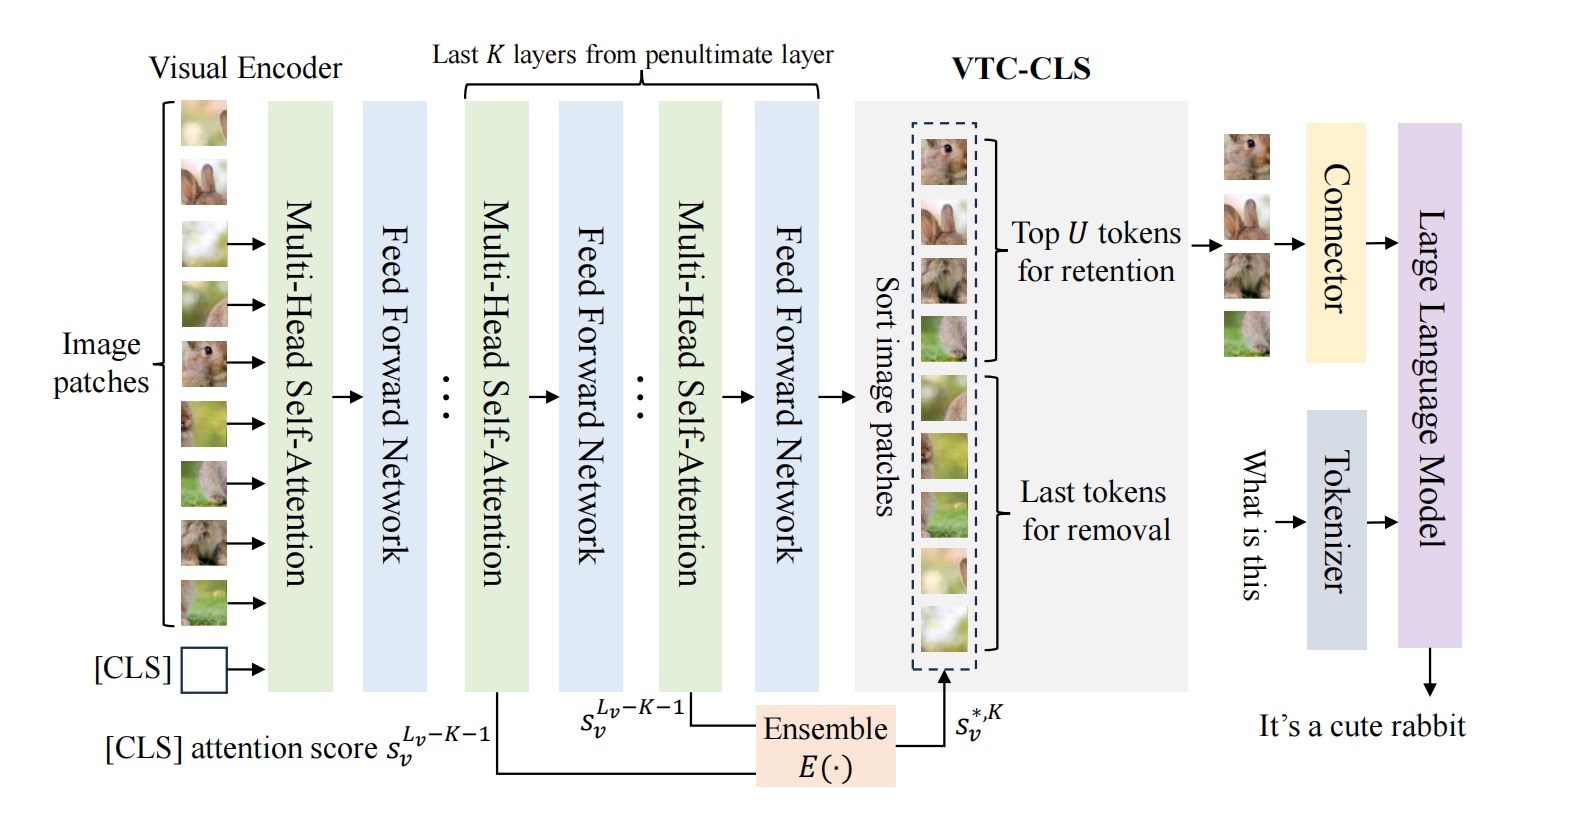 Visual Encoder
Last K layers from penultimate layer
VTC-CLS
Image
patches
[CLS]
Multi-Head Self-Attention
Feed Forward Network
Multi-Head Self-Attention
Feed Forward Network
Multi-Head Self-Attention
Feed Forward Network
Sort image patches
Top U tokens
for retention
Last tokens
for removal
Connector
What is this
Tokenizer
Large Language Model
It's a cute rabbit
[CLS] attention score s_v^{L_v-K-1}
s_v^{L_v-K-1}
Ensemble
E(·)
s_v^{*,K}